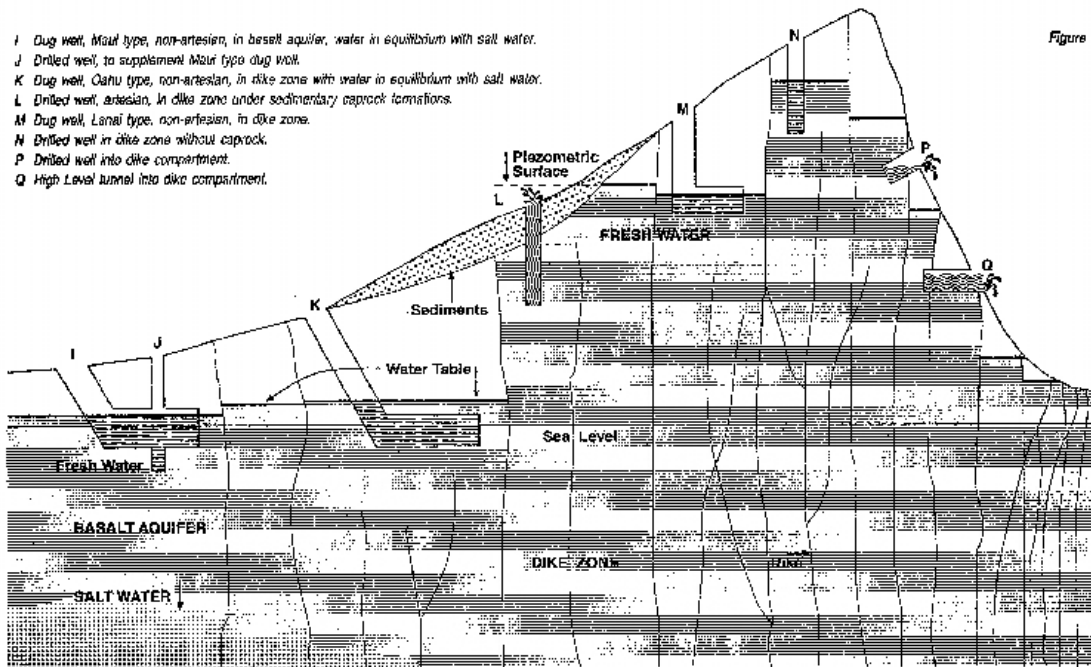 I Dug well, Maui type, non-artesian, in basalt aquifer, water in equilibrium with salt water.
J Drilled well, to supplement Maui type dug well.
K Dug well, Oahu type, non-artesian, in dike zone with water in equilibrium with salt water.
L Drilled well, artesian, in dike zone under sedimentary caprock formations.
M Dug well, Lanai type, non-artesian, in dike zone.
N Drilled well in dike zone without caprock.
P Drilled well into dike compartment.
Q High Level tunnel into dike compartment.
Figure
N
M
P
Piezometric
Surface
L
FRESH WATER
Q
K
Sediments
J
I
Water Table
Sea Level
Fresh Water
BASALT AQUIFER
DIKE ZONE
Dike
SALT WATER